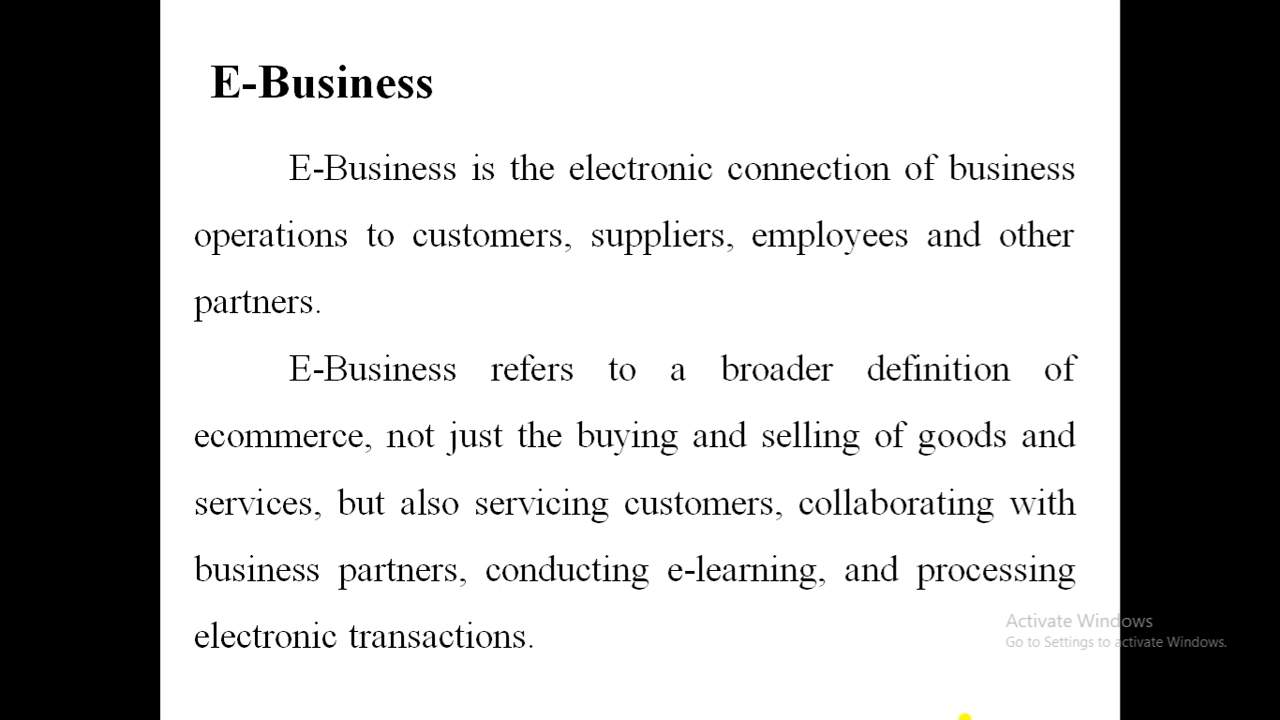 E-Business
E-Business is the electronic connection of business
operations to customers, suppliers, employees and other
partners.
E-Business refers to a broader definition of
ecommerce, not just the buying and selling of goods and
services, but also servicing customers, collaborating with
business partners, conducting e-learning, and processing
electronic transactions.
Activate Windows
Go to Settings to activate Windows.